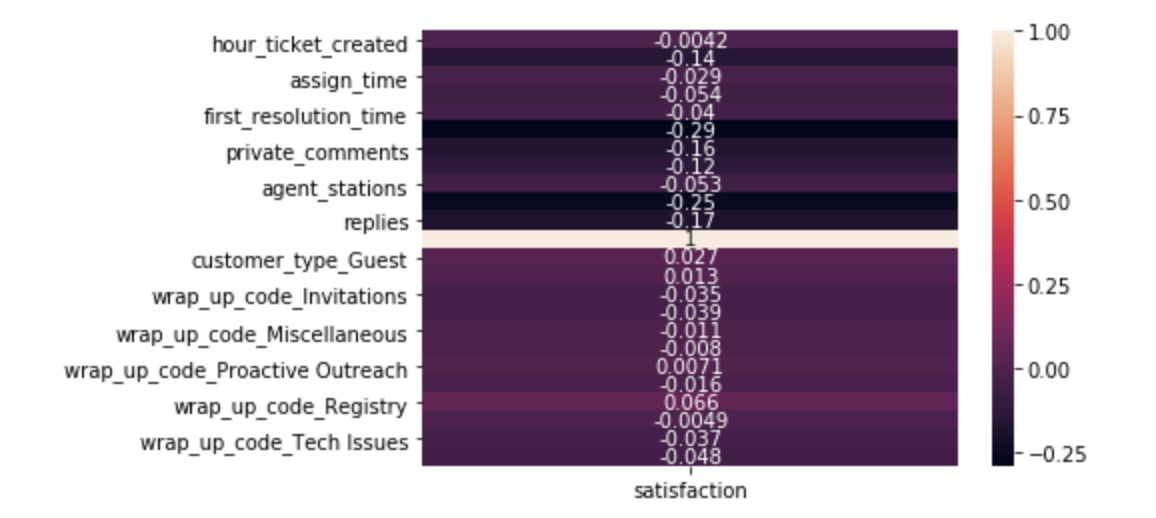 hour_ticket_created
-0.0042
1.00
-0.14
assign_time
-0.029
-0.054
first_resolution_time
-0.04
0.75
-0.29
private_comments
-0.16
-0.12
agent_stations
-0.053
0.50
-0.25
replies
-0.17
1
customer_type_Guest
0.027
0.013
0.25
wrap_up_code_Invitations
-0.035
-0.039
wrap_up_code_Miscellaneous
-0.011
-0.008
wrap_up_code_Proactive Outreach
0.0071
0.00
-0.016
wrap_up_code_Registry
0.066
-0.0049
wrap_up_code_Tech Issues
-0.037
-0.048
−0.25
satisfaction